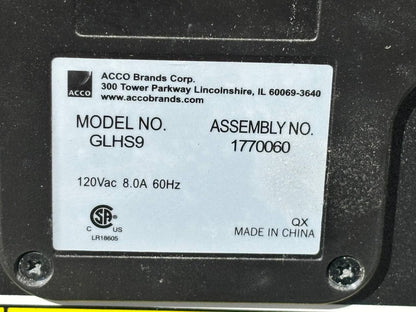 ACCO
ACCO Brands Corp.
300 Tower Parkway Lincolnshire, IL 60069-3640
www.accobrands.com
MODEL NO.
GLHS9
ASSEMBLY NO.
1770060
120Vac 8.0A 60Hz
SA
C US
LR18605
QX
MADE IN CHINA